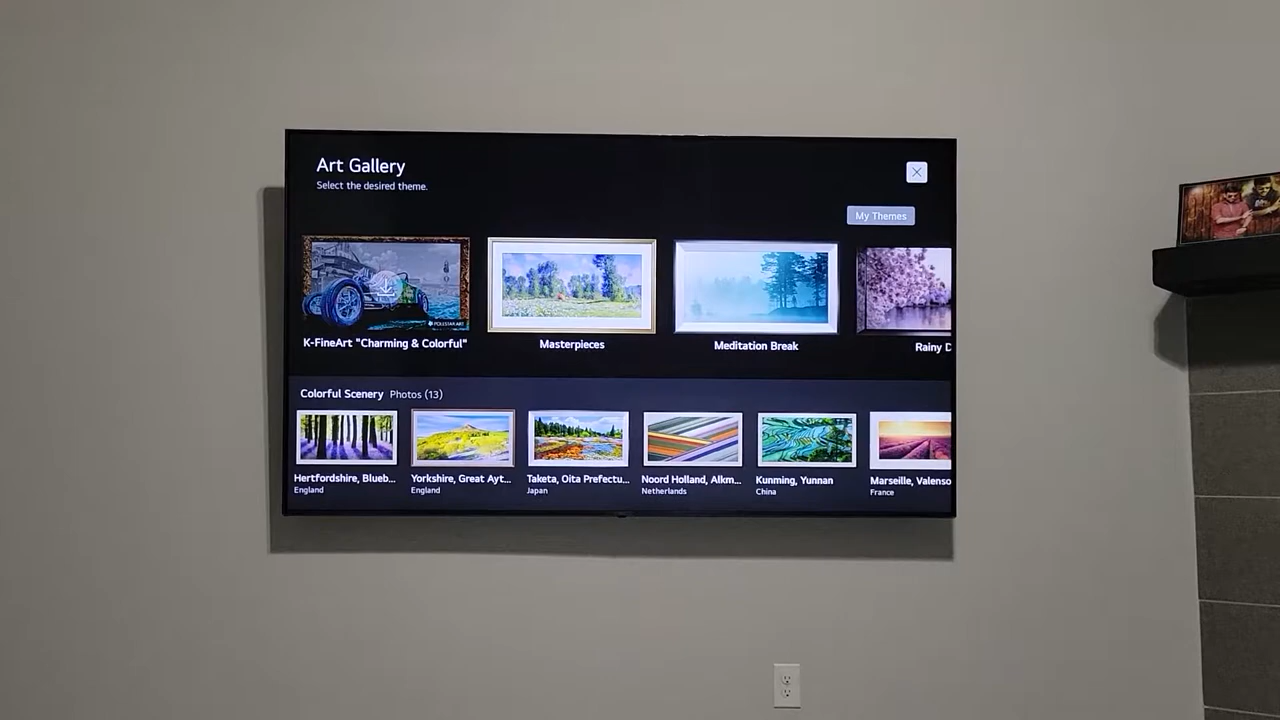 Art Gallery
Select the desired theme.
My Themes
POLLSTAR ART
K-FineArt "Charming & Colorful"
Masterpieces
Meditation Break
Rainy D
Colorful Scenery Photos (13)
Hertfordshire, Blueb...
England
Yorkshire, Great Ayt...
England
Taketa, Oita Prefectu...
Japan
Noord Holland, Alkm...
Netherlands
Kunming, Yunnan
China
Marseille, Valenso
France